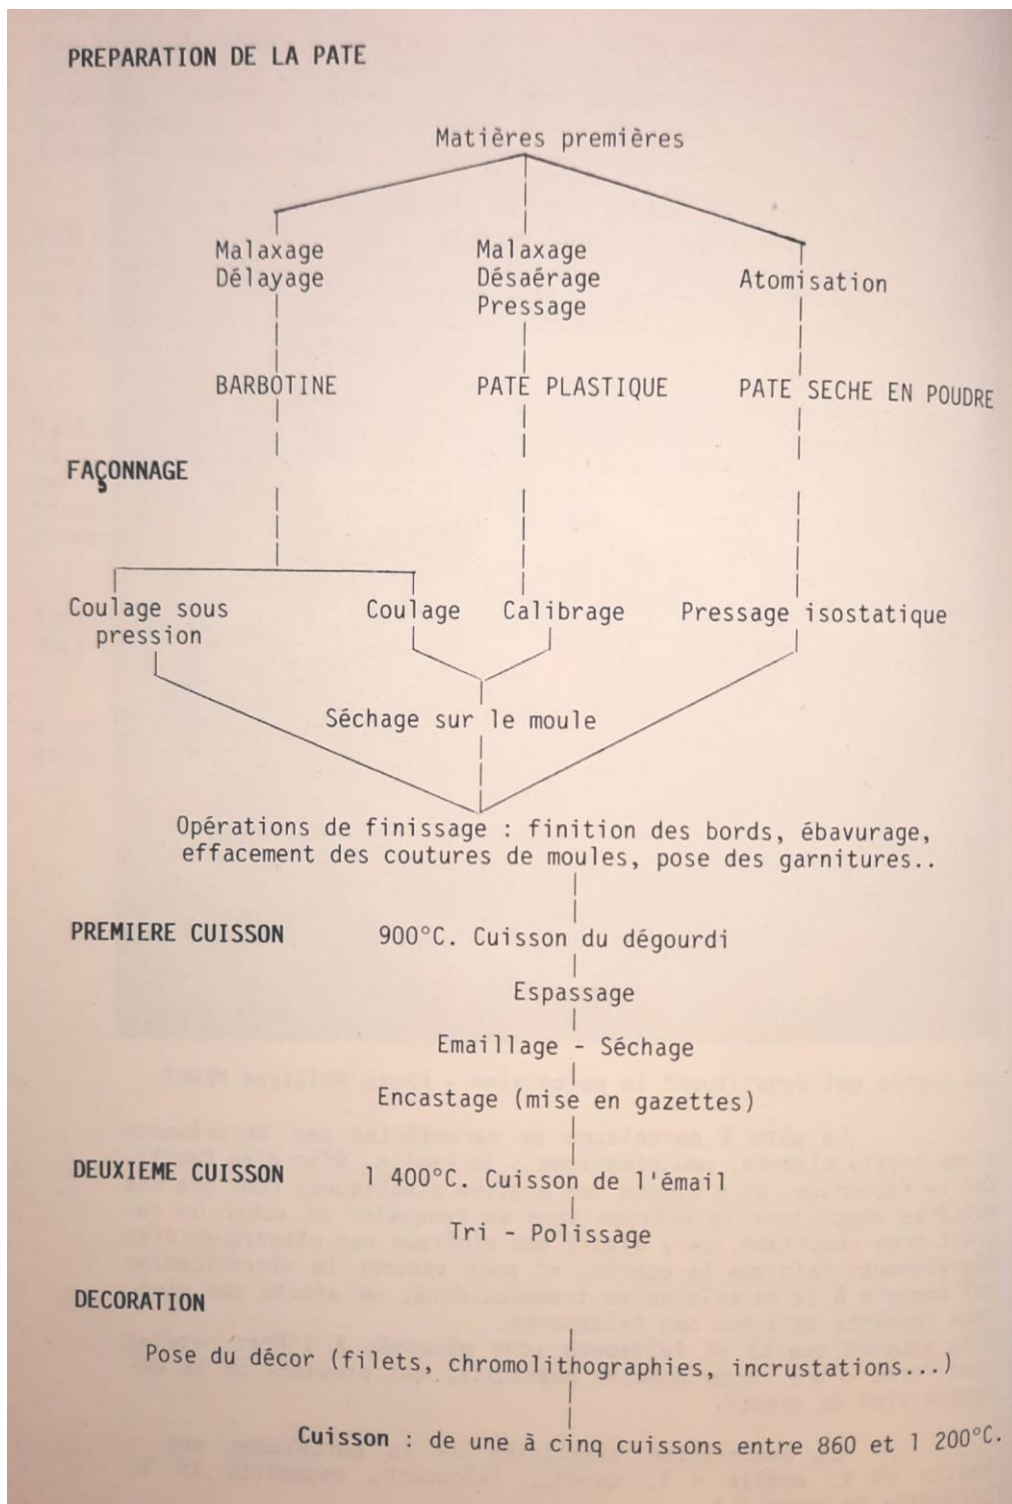 PREPARATION DE LA PATE
Matières premières
Malaxage
Délayage
Malaxage
Désaérage
Pressage
Atomisation
BARBOTINE
PATE PLASTIQUE
PATE SECHE EN POUDRE
FAÇONNAGE
Coulage sous
pression
Coulage
Calibrage
Pressage isostatique
Séchage sur le moule
Opérations de finissage : finition des bords, ébavurage,
effacement des coutures de moules, pose des garnitures..
PREMIERE CUISSON
900°C. Cuisson du dégourdi
Espassage
Emaillage - Séchage
Encastage (mise en gazettes)
DEUXIEME CUISSON
1 400°C. Cuisson de l'émail
Tri - Polissage
DECORATION
Pose du décor (filets, chromolithographies, incrustations...)
Cuisson : de une à cinq cuissons entre 860 et 1 200°C.